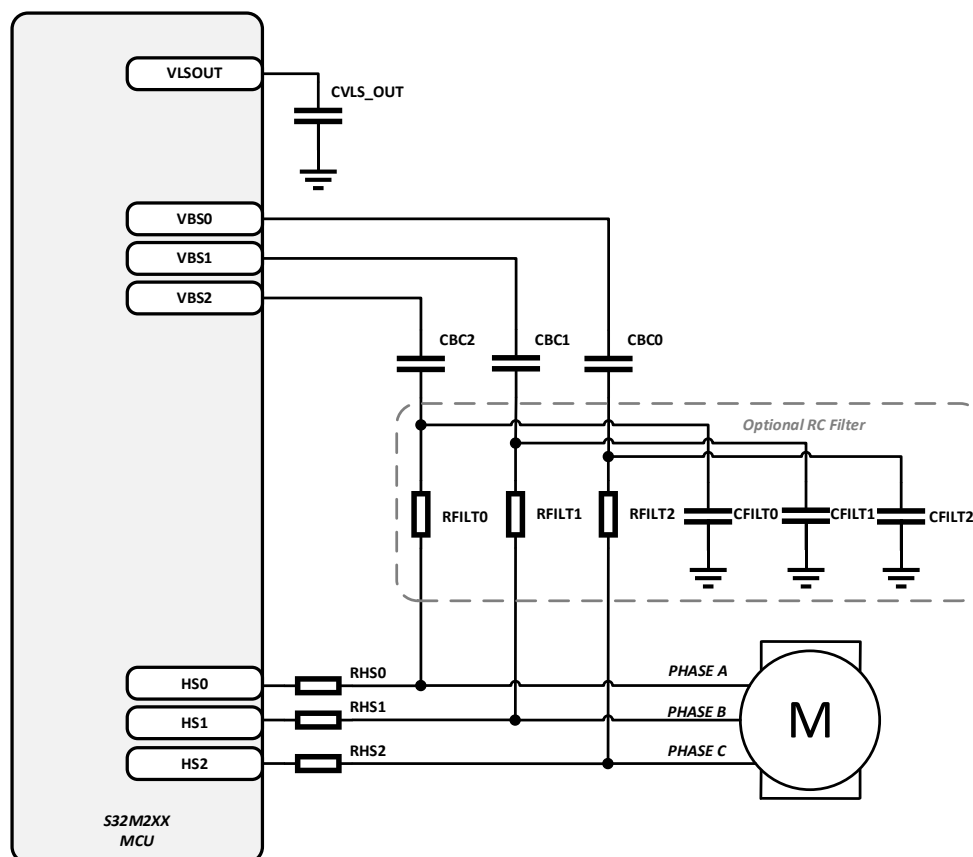 VLSOUT
CVLS_OUT
VBS0
VBS1
VBS2
CBC2
CBC1
CBC0
Optional RC Filter
RFILT0
RFILT1
RFILT2
CFILT0
CFILT1
CFILT2
HS0
RHS0
PHASE A
HS1
RHS1
PHASE B
M
HS2
RHS2
PHASE C
S32M2XX
MCU